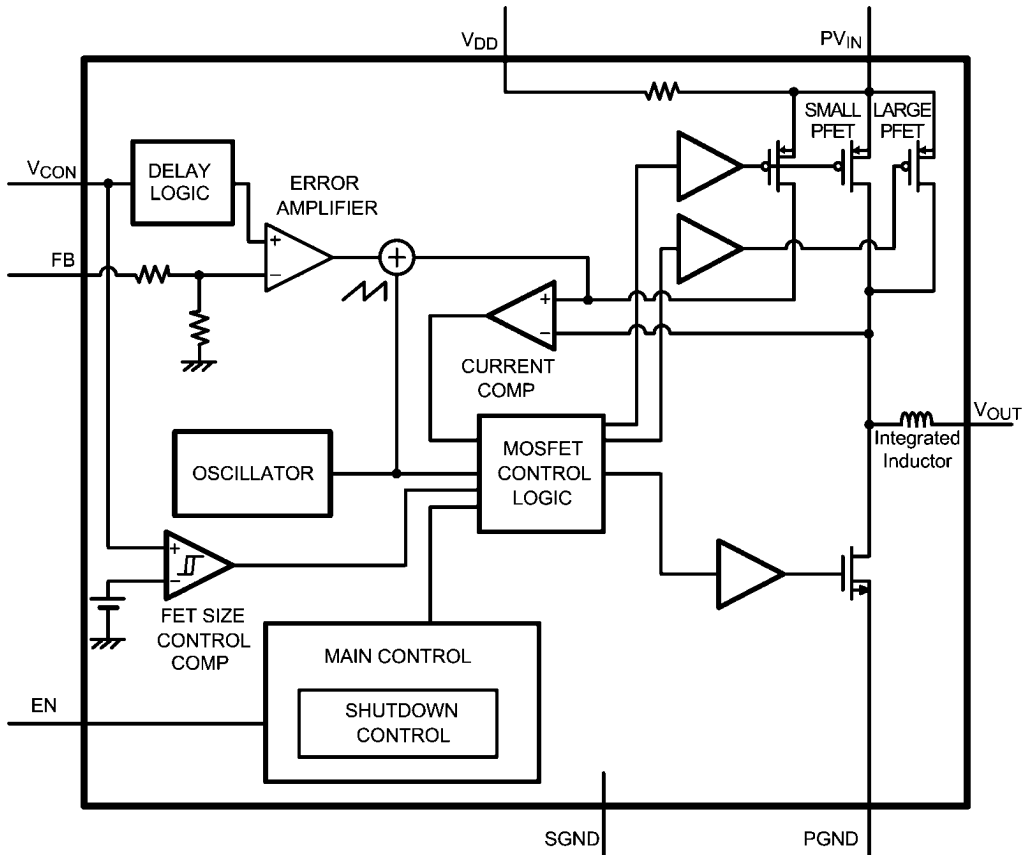 VDD
PVIN
SMALL PFET
LARGE PFET
VCON
DELAY LOGIC
ERROR AMPLIFIER
+
−
FB
+
+
−
CURRENT COMP
VOUT
Integrated Inductor
MOSFET CONTROL LOGIC
OSCILLATOR
+
−
FET SIZE CONTROL COMP
MAIN CONTROL
SHUTDOWN CONTROL
EN
SGND
PGND